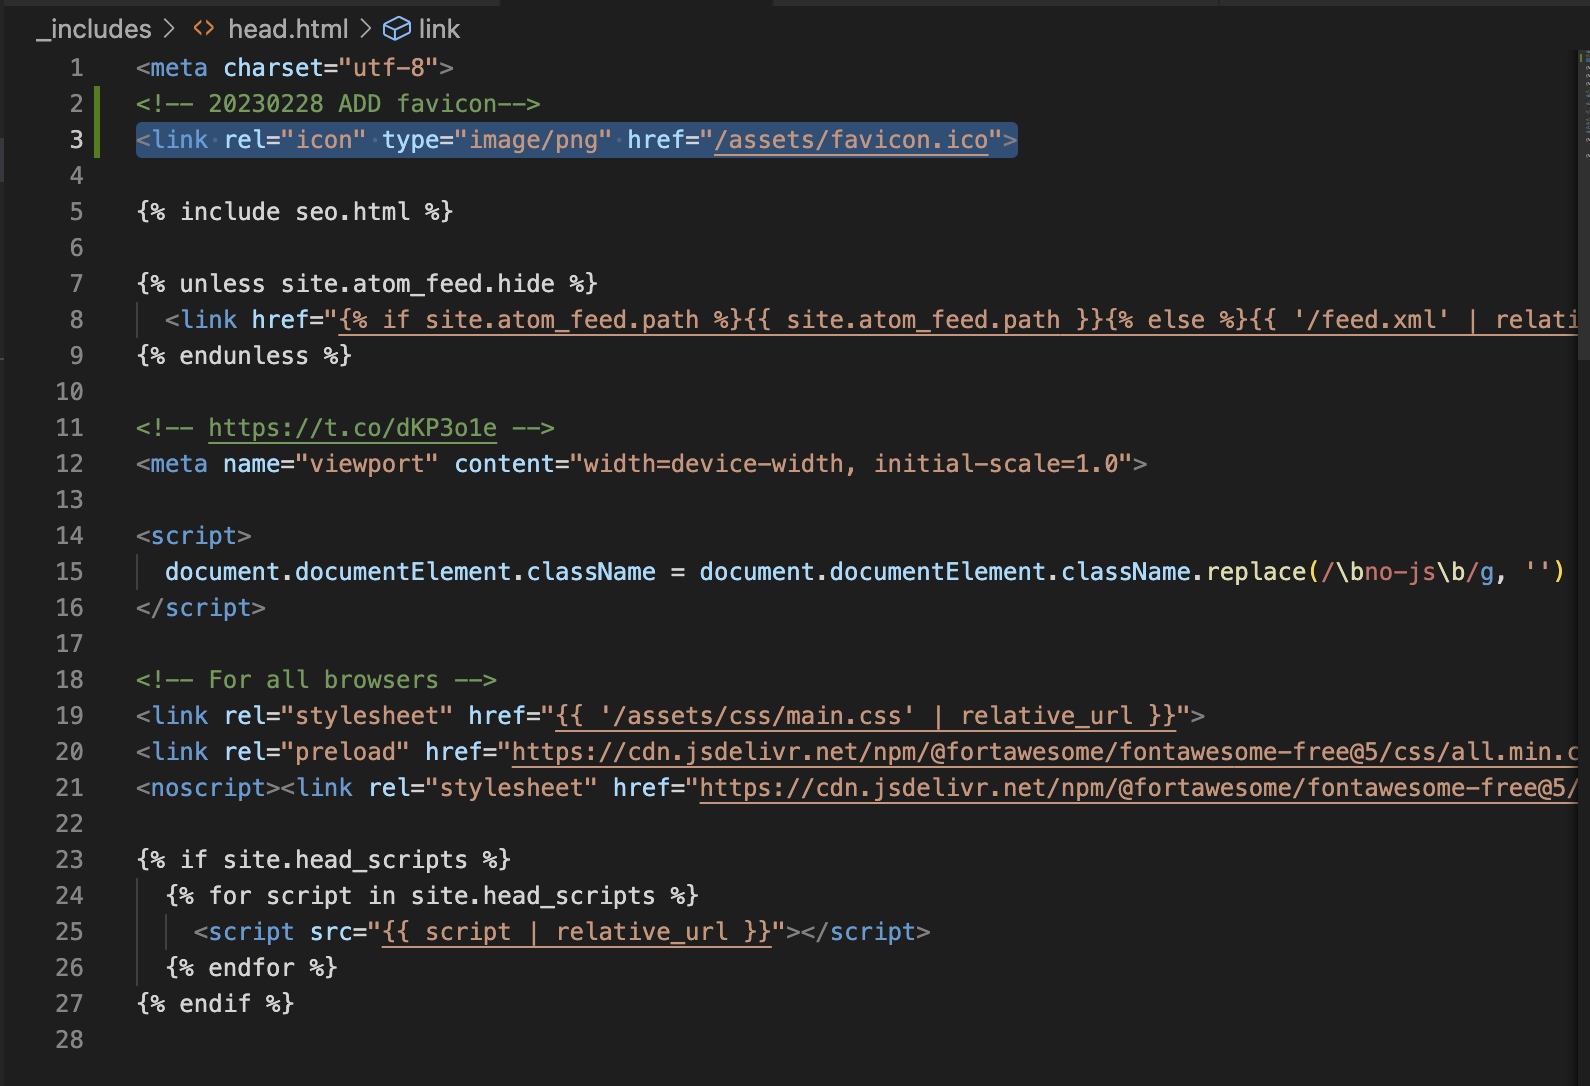 _includes > <> head.html > link
1 <meta charset="utf-8">
2 <!-- 20230228 ADD favicon-->
3 <link rel="icon" type="image/png" href="/assets/favicon.ico">
4
5 {% include seo.html %}
6
7 {% unless site.atom_feed.hide %}
8   <link href="{% if site.atom_feed.path %}{{ site.atom_feed.path }}{% else %}{{ '/feed.xml' | relati
9 {% endunless %}
10
11 <!-- https://t.co/dKP3o1e -->
12 <meta name="viewport" content="width=device-width, initial-scale=1.0">
13
14 <script>
15   document.documentElement.className = document.documentElement.className.replace(/\bno-js\b/g, '')
16 </script>
17
18 <!-- For all browsers -->
19 <link rel="stylesheet" href="{{ '/assets/css/main.css' | relative_url }}">
20 <link rel="preload" href="https://cdn.jsdelivr.net/npm/@fortawesome/fontawesome-free@5/css/all.min.c
21 <noscript><link rel="stylesheet" href="https://cdn.jsdelivr.net/npm/@fortawesome/fontawesome-free@5/
22
23 {% if site.head_scripts %}
24   {% for script in site.head_scripts %}
25     <script src="{{ script | relative_url }}"></script>
26   {% endfor %}
27 {% endif %}
28